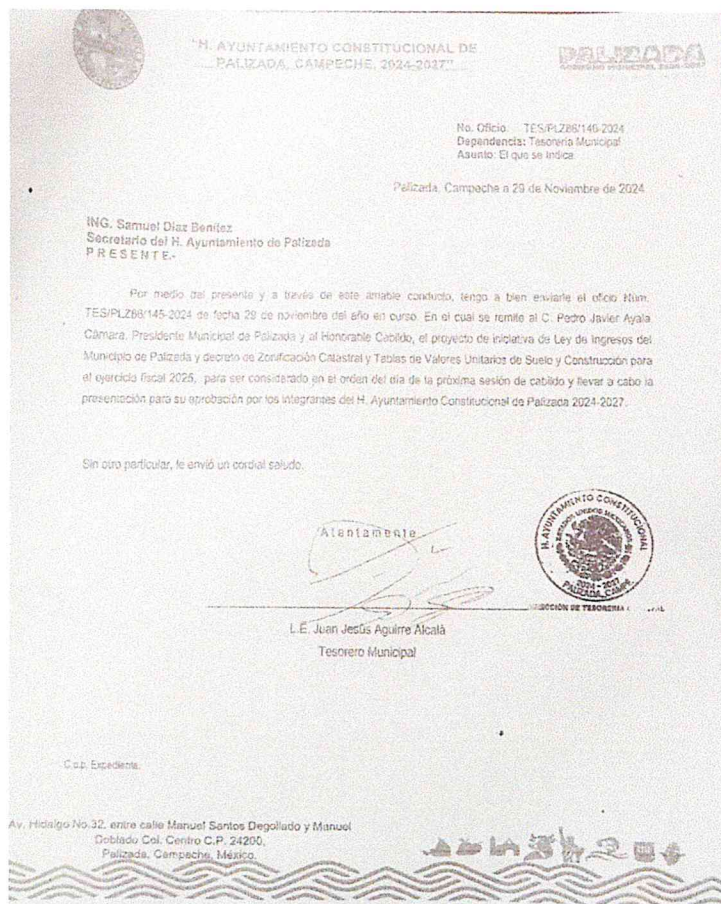 "H. AYUNTAMIENTO CONSTITUCIONAL DE
PALIZADA, CAMPECHE, 2024-2027"
PALIZADA
GOBIERNO MUNICIPAL 2024-2027
No. Oficio: TES/PLZ86/146-2024
Dependencia: Tesorería Municipal
Asunto: El que se indica
Palizada, Campeche a 29 de Noviembre de 2024
ING. Samuel Díaz Benítez
Secretario del H. Ayuntamiento de Palizada
P R E S E N T E.-
Por medio del presente y a través de este amable conducto, tengo a bien enviarle el oficio Núm.
TES/PLZ86/145-2024 de fecha 29 de noviembre del año en curso. En el cual se remite al C. Pedro Javier Ayala
Cámara, Presidente Municipal de Palizada y al Honorable Cabildo, el proyecto de iniciativa de Ley de Ingresos del
Municipio de Palizada y decreto de Zonificación Catastral y Tablas de Valores Unitarios de Suelo y Construcción para
el ejercicio fiscal 2025, para ser considerado en el orden del día de la próxima sesión de cabildo y llevar a cabo la
presentación para su aprobación por los integrantes del H. Ayuntamiento Constitucional de Palizada 2024-2027.
Sin otro particular, le envió un cordial saludo.
Atentamente
H. AYUNTAMIENTO CONSTITUCIONAL
ESTADOS UNIDOS MEXICANOS
2024 - 2027
PALIZADA, CAMP.
DE TESORERIA
L.E. Juan Jesús Aguirre Alcalá
Tesorero Municipal
C.c.p. Expediente.
Av. Hidalgo No.32, entre calle Manuel Santos Degollado y Manuel
Doblado Col. Centro C.P. 24200,
Palizada, Campeche, México.